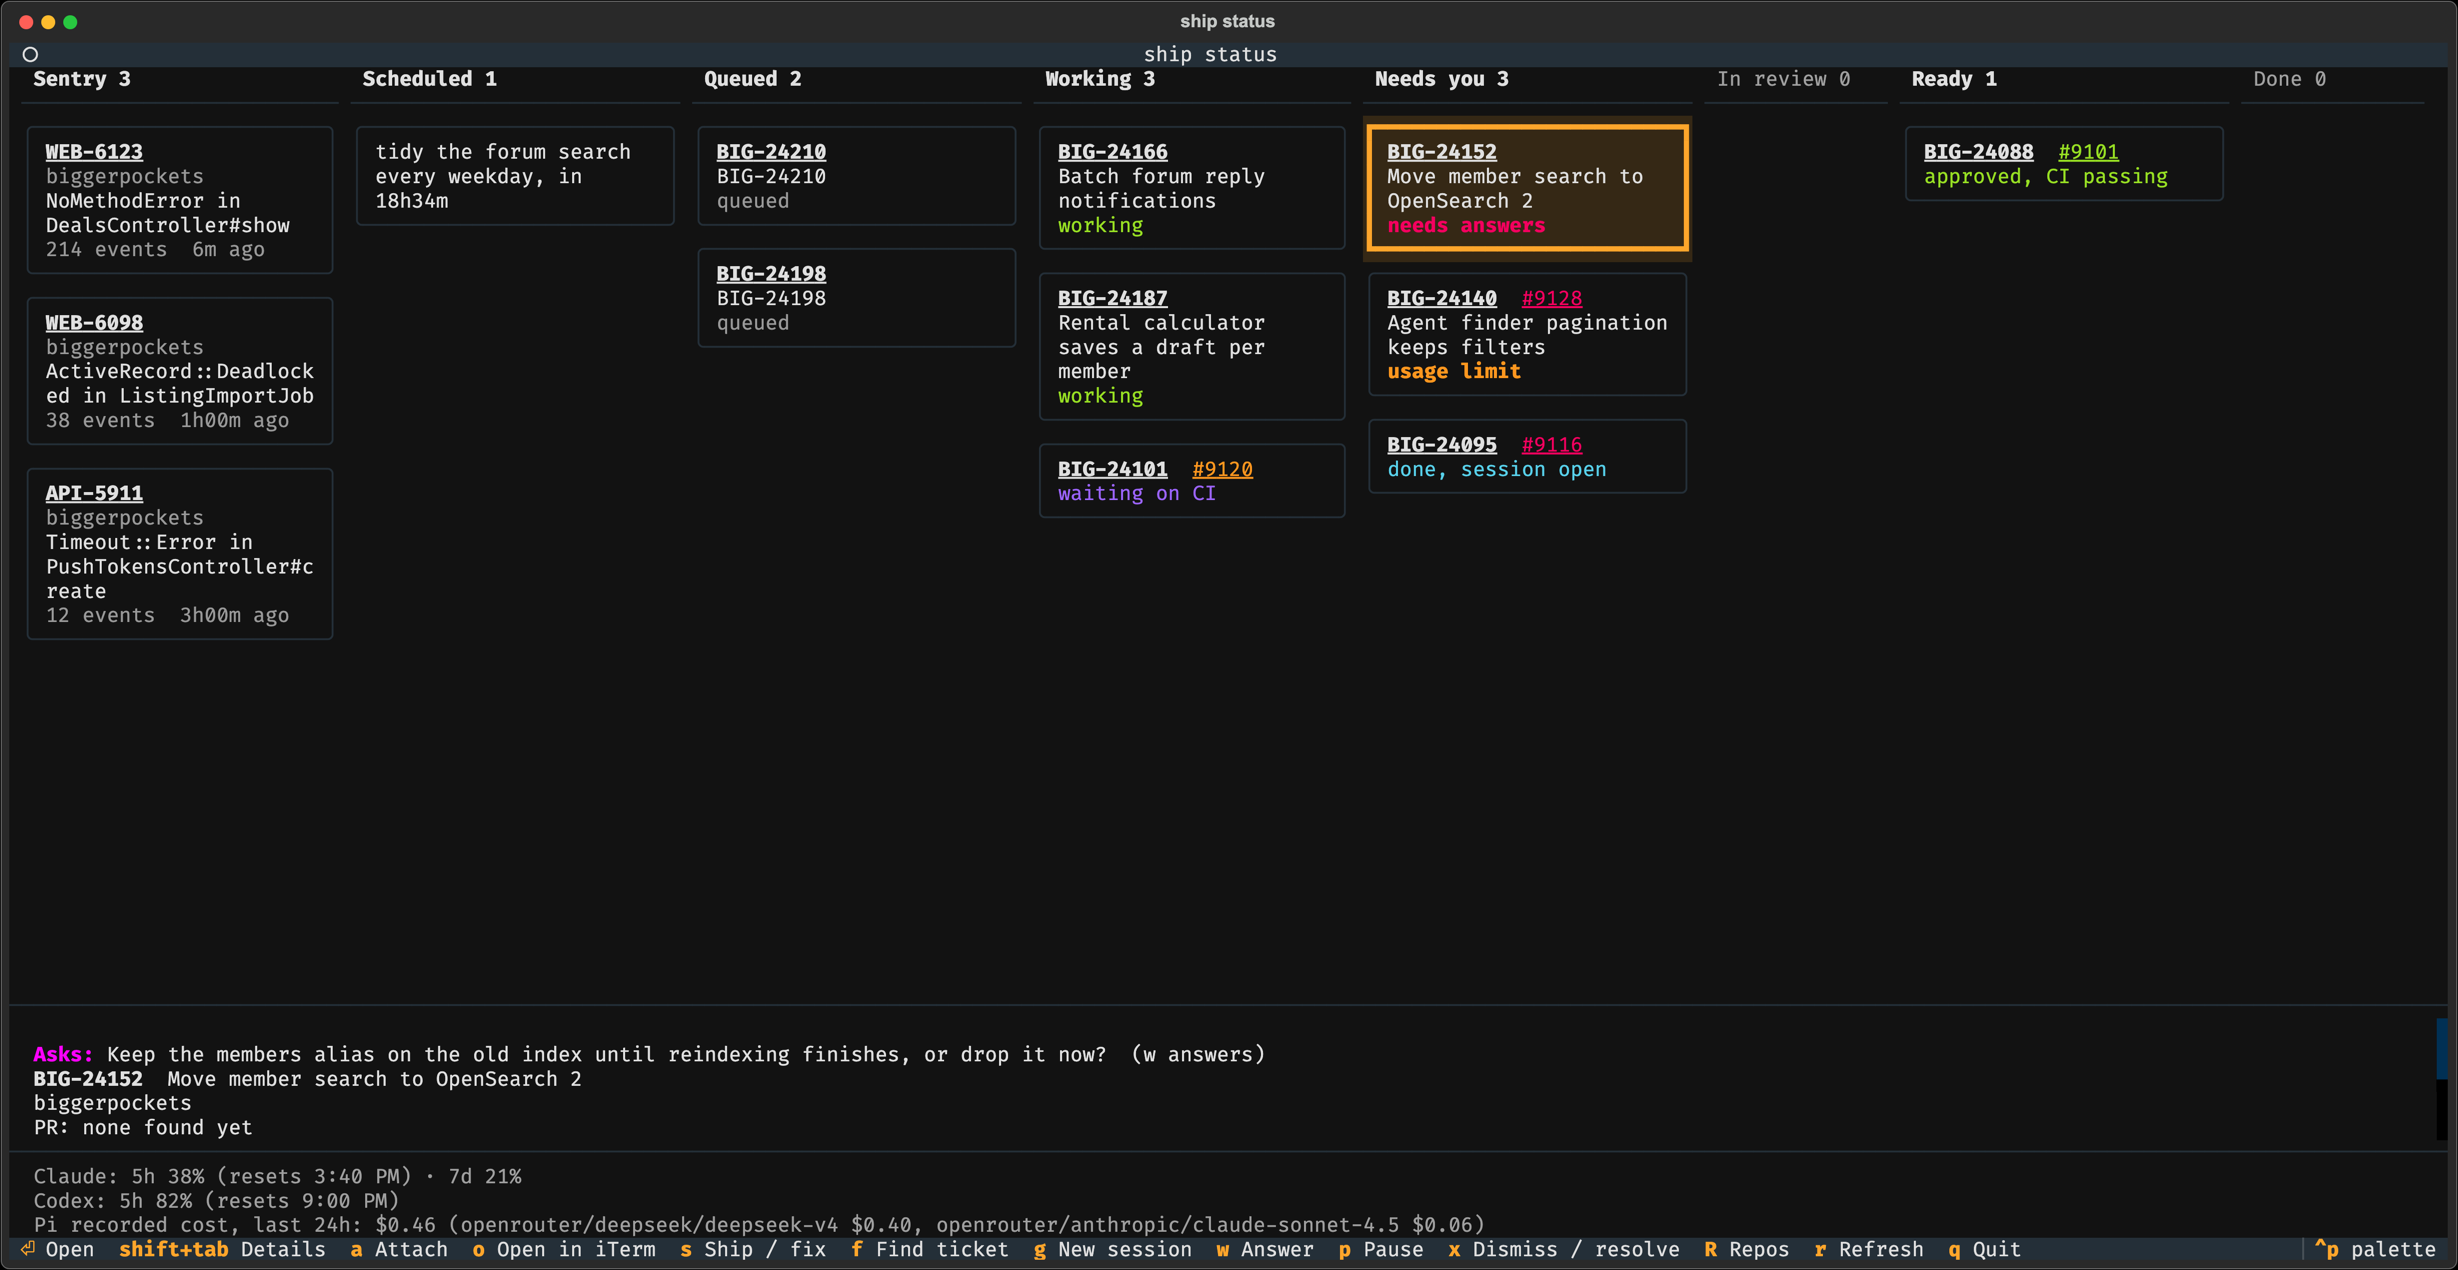 ship status
ship status
Sentry 3
WEB-6123
biggerpockets
NoMethodError in
DealsController#show
214 events  6m ago
WEB-6098
biggerpockets
ActiveRecord::Deadlock
ed in ListingImportJob
38 events  1h00m ago
API-5911
biggerpockets
Timeout::Error in
PushTokensController#c
reate
12 events  3h00m ago
Scheduled 1
tidy the forum search
every weekday, in
18h34m
Queued 2
BIG-24210
BIG-24210
queued
BIG-24198
BIG-24198
queued
Working 3
BIG-24166
Batch forum reply
notifications
working
BIG-24187
Rental calculator
saves a draft per
member
working
BIG-24101  #9120
waiting on CI
Needs you 3
BIG-24152
Move member search to
OpenSearch 2
needs answers
BIG-24140  #9128
Agent finder pagination
keeps filters
usage limit
BIG-24095  #9116
done, session open
In review 0
Ready 1
BIG-24088  #9101
approved, CI passing
Done 0
Asks: Keep the members alias on the old index until reindexing finishes, or drop it now?  (w answers)
BIG-24152  Move member search to OpenSearch 2
biggerpockets
PR: none found yet
Claude: 5h 38% (resets 3:40 PM) · 7d 21%
Codex: 5h 82% (resets 9:00 PM)
Pi recorded cost, last 24h: $0.46 (openrouter/deepseek/deepseek-v4 $0.40, openrouter/anthropic/claude-sonnet-4.5 $0.06)
⏎ Open  shift+tab Details  a Attach  o Open in iTerm  s Ship / fix  f Find ticket  g New session  w Answer  p Pause  x Dismiss / resolve  R Repos  r Refresh  q Quit  ^p palette